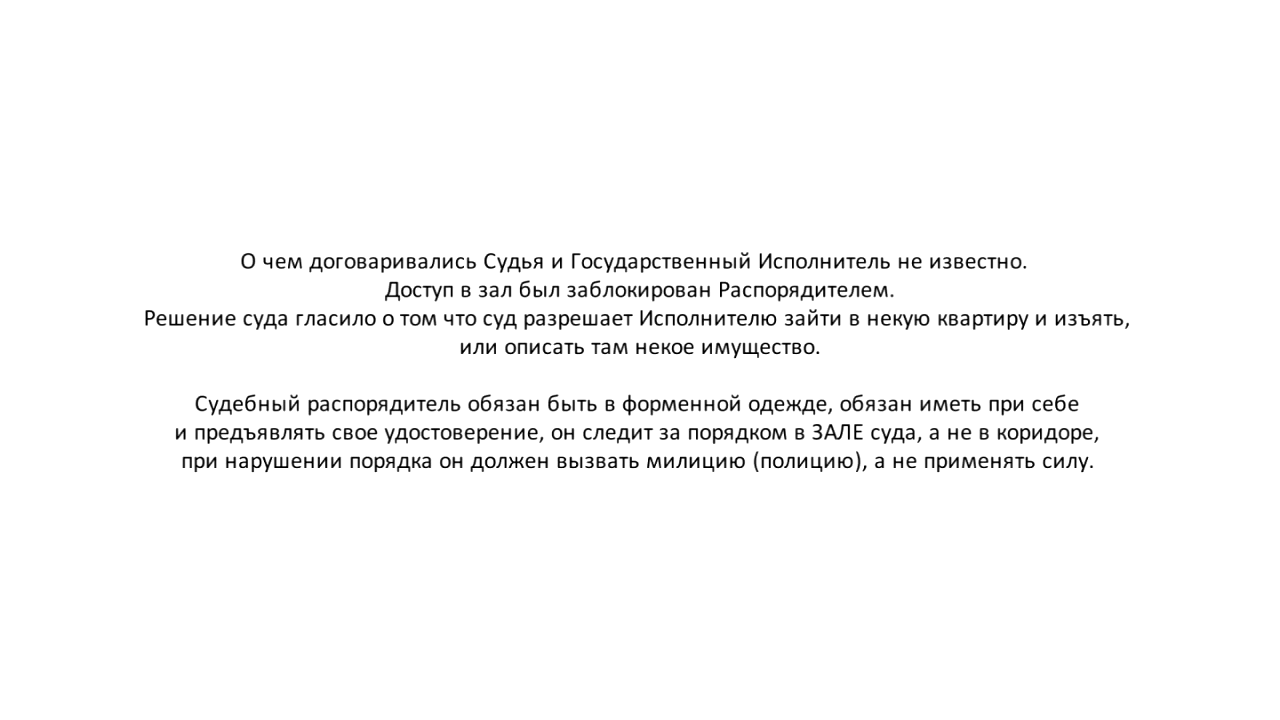 О чем договаривались Судья и Государственный Исполнитель не известно.
Доступ в зал был заблокирован Распорядителем.
Решение суда гласило о том что суд разрешает Исполнителю зайти в некую квартиру и изъять,
или описать там некое имущество.
Судебный распорядитель обязан быть в форменной одежде, обязан иметь при себе
и предъявлять свое удостоверение, он следит за порядком в ЗАЛЕ суда, а не в коридоре,
при нарушении порядка он должен вызвать милицию (полицию), а не применять силу.